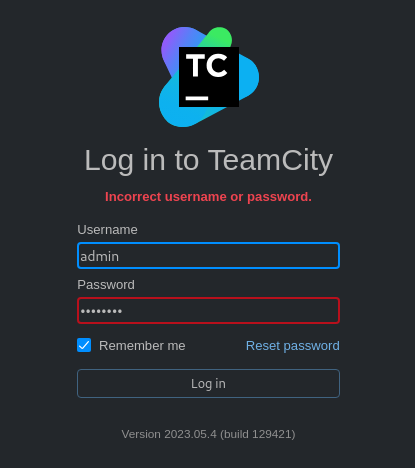 TC
Log in to TeamCity
Incorrect username or password.
Username
admin
Password
••••••••
Remember me Reset password
Log in
Version 2023.05.4 (build 129421)